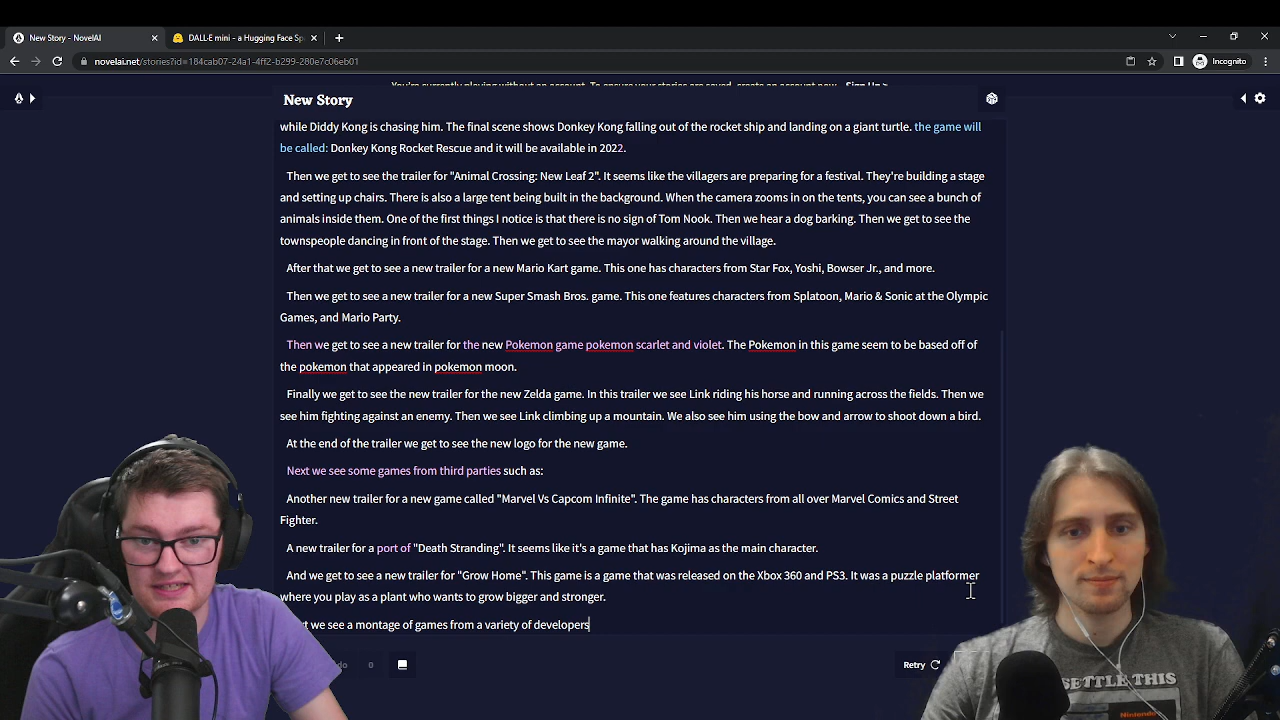 New Story - NovelAI
DALL·E mini - a Hugging Face Sp
novelai.net/stories?id=184cab07-24a1-4ff2-b299-280e7c06eb01
Incognito
You're currently playing without an account. To ensure your stories are saved, create an account now. Sign Up >
New Story
while Diddy Kong is chasing him. The final scene shows Donkey Kong falling out of the rocket ship and landing on a giant turtle. the game will
be called: Donkey Kong Rocket Rescue and it will be available in 2022.
Then we get to see the trailer for "Animal Crossing: New Leaf 2". It seems like the villagers are preparing for a festival. They're building a stage
and setting up chairs. There is also a large tent being built in the background. When the camera zooms in on the tents, you can see a bunch of
animals inside them. One of the first things I notice is that there is no sign of Tom Nook. Then we hear a dog barking. Then we get to see the
townspeople dancing in front of the stage. Then we get to see the mayor walking around the village.
After that we get to see a new trailer for a new Mario Kart game. This one has characters from Star Fox, Yoshi, Bowser Jr., and more.
Then we get to see a new trailer for a new Super Smash Bros. game. This one features characters from Splatoon, Mario & Sonic at the Olympic
Games, and Mario Party.
Then we get to see a new trailer for the new Pokemon game pokemon scarlet and violet. The Pokemon in this game seem to be based off of
the pokemon that appeared in pokemon moon.
Finally we get to see the new trailer for the new Zelda game. In this trailer we see Link riding his horse and running across the fields. Then we
see him fighting against an enemy. Then we see Link climbing up a mountain. We also see him using the bow and arrow to shoot down a bird.
At the end of the trailer we get to see the new logo for the new game.
Next we see some games from third parties such as:
Another new trailer for a new game called "Marvel Vs Capcom Infinite". The game has characters from all over Marvel Comics and Street
Fighter.
A new trailer for a port of "Death Stranding". It seems like it's a game that has Kojima as the main character.
And we get to see a new trailer for "Grow Home". This game is a game that was released on the Xbox 360 and PS3. It was a puzzle platformer
where you play as a plant who wants to grow bigger and stronger.
we see a montage of games from a variety of developers
0
Retry
SETTLE THIS
Nintendo